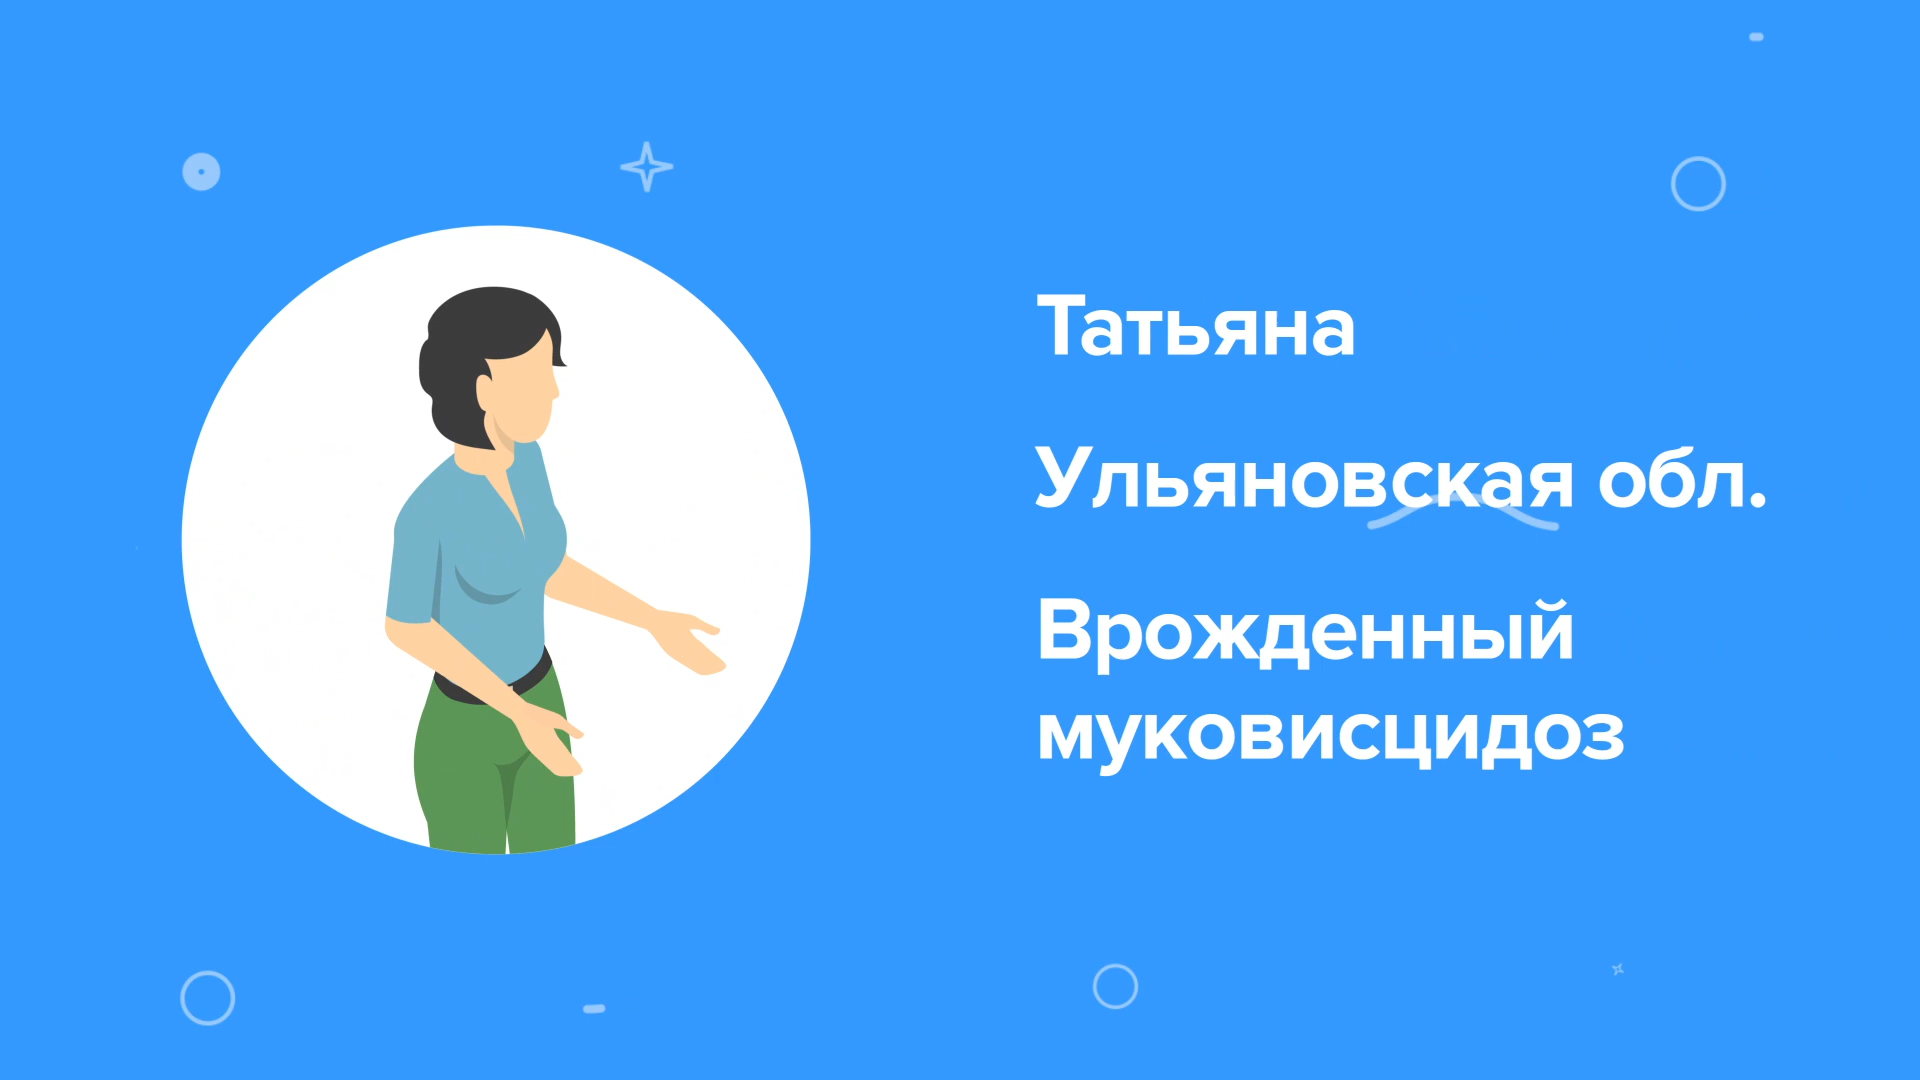 Татьяна
Ульяновская обл.
Врожденный
муковисцидоз